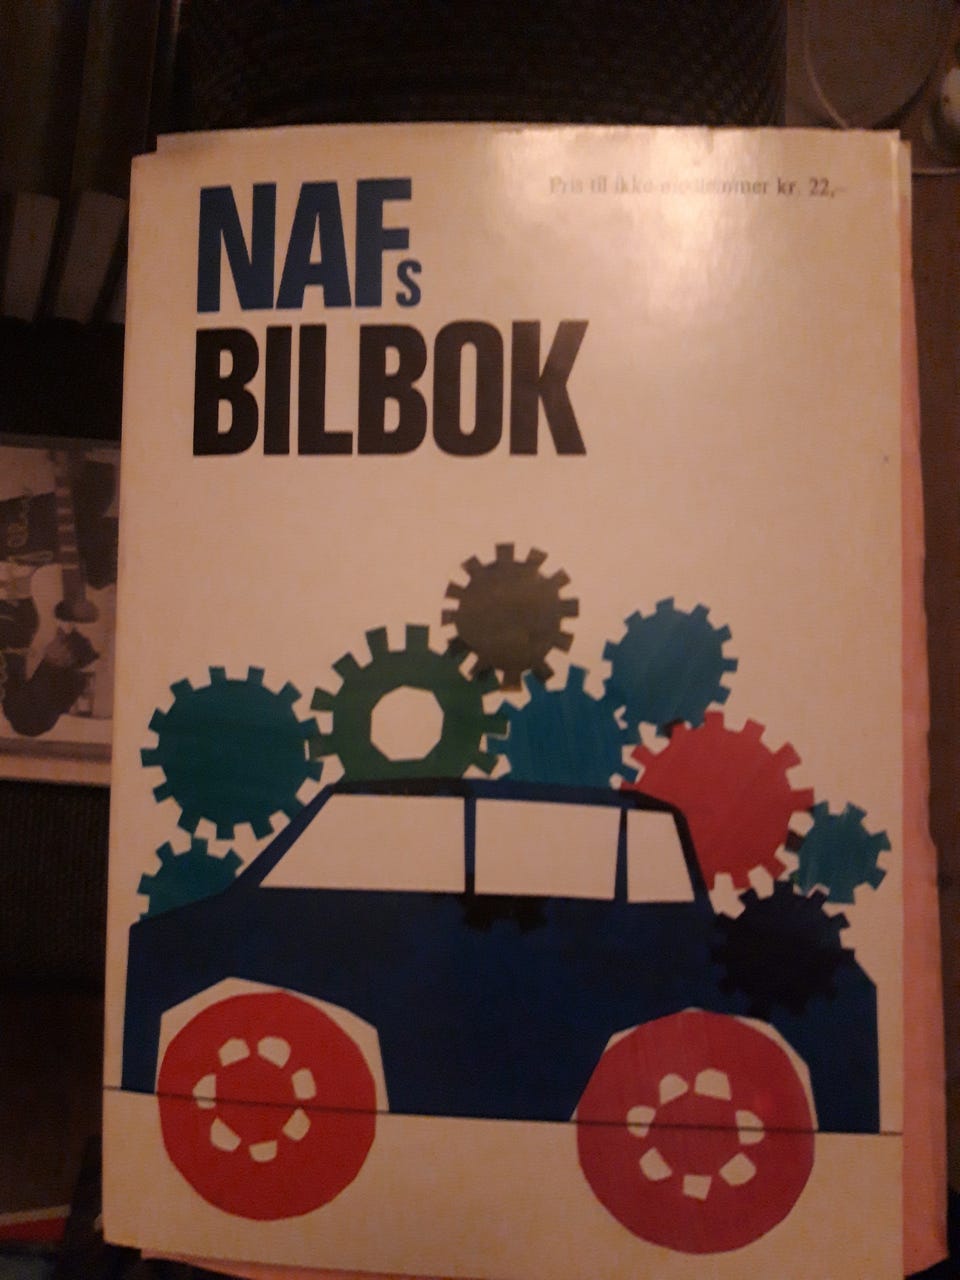 Pris til ikke-medlemmer kr. 22,-
NAFs
BILBOK